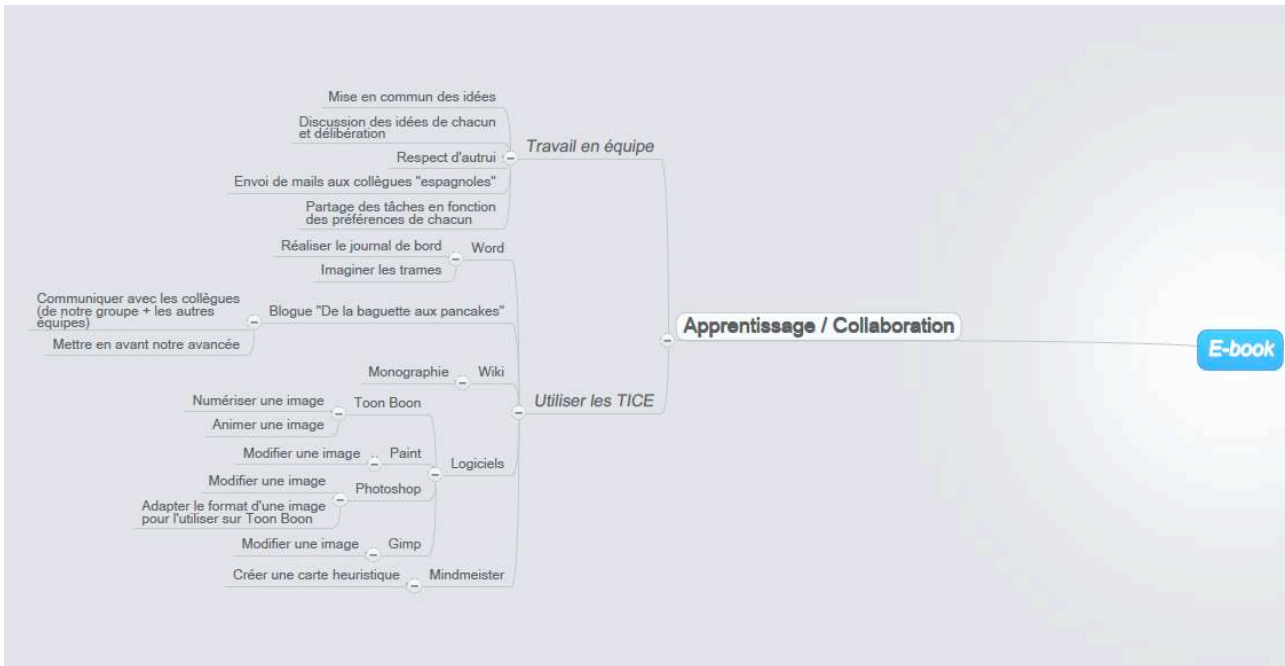 Mise en commun des idées
Discussion des idées de chacun
et délibération
Travail en équipe
Respect d'autrui
Envoi de mails aux collègues "espagnoles"
Partage des tâches en fonction
des préférences de chacun
Réaliser le journal de bord
Word
Imaginer les trames
Communiquer avec les collègues
(de notre groupe + les autres
équipes)
Blogue "De la baguette aux pancakes"
Mettre en avant notre avancée
Apprentissage / Collaboration
E-book
Monographie
Wiki
Utiliser les TICE
Numériser une image
Toon Boon
Animer une image
Modifier une image
Paint
Logiciels
Modifier une image
Photoshop
Adapter le format d'une image
pour l'utiliser sur Toon Boon
Modifier une image
Gimp
Créer une carte heuristique
Mindmeister